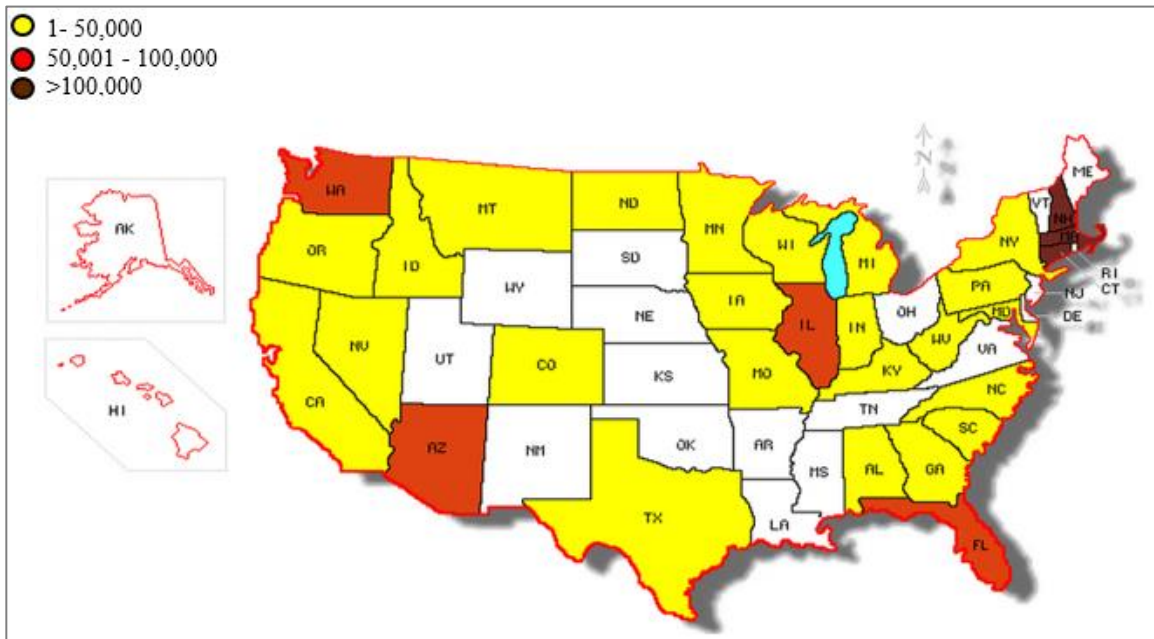 1- 50,000
50,001 - 100,000
>100,000
N
ME
WA
VT
NH
AK
MT
ND
MN
MA
OR
ID
WI
NY
MI
SD
RI
WY
CT
PA
IA
NJ
NE
OH
MD
DE
IL
IN
NV
WV
UT
VA
CO
MO
KY
KS
CA
NC
HI
TN
SC
OK
AR
AZ
NM
MS
AL
GA
TX
LA
FL